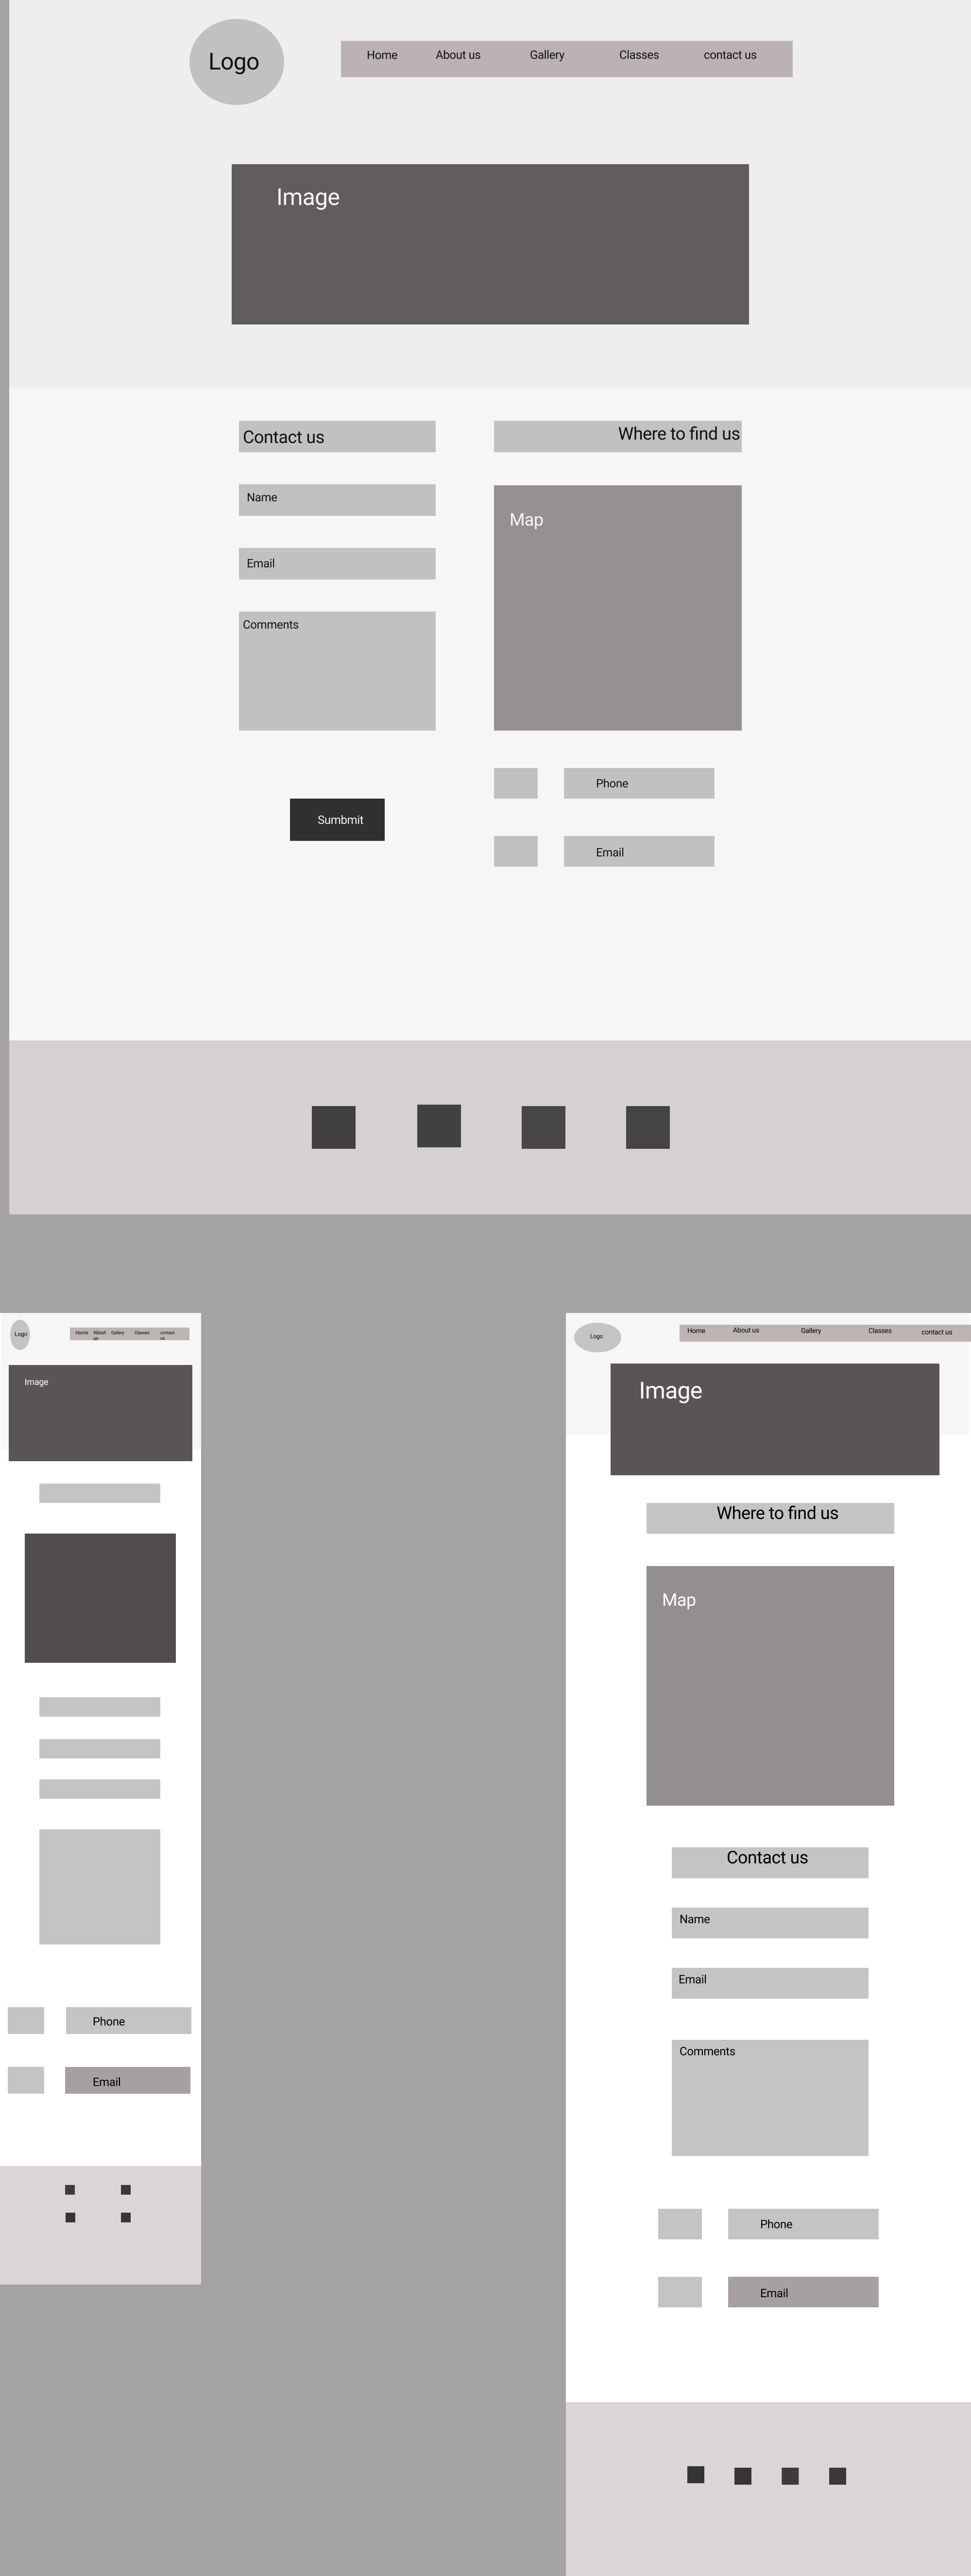 Logo
Home About us Gallery Classes contact us
Image
Contact us
Where to find us
Name
Map
Email
Comments
Phone
Sumbmit
Email
Logo
Home About us Gallery Classes contact us
Image
Phone
Email
Logo
Home About us Gallery Classes contact us
Image
Where to find us
Map
Contact us
Name
Email
Comments
Phone
Email